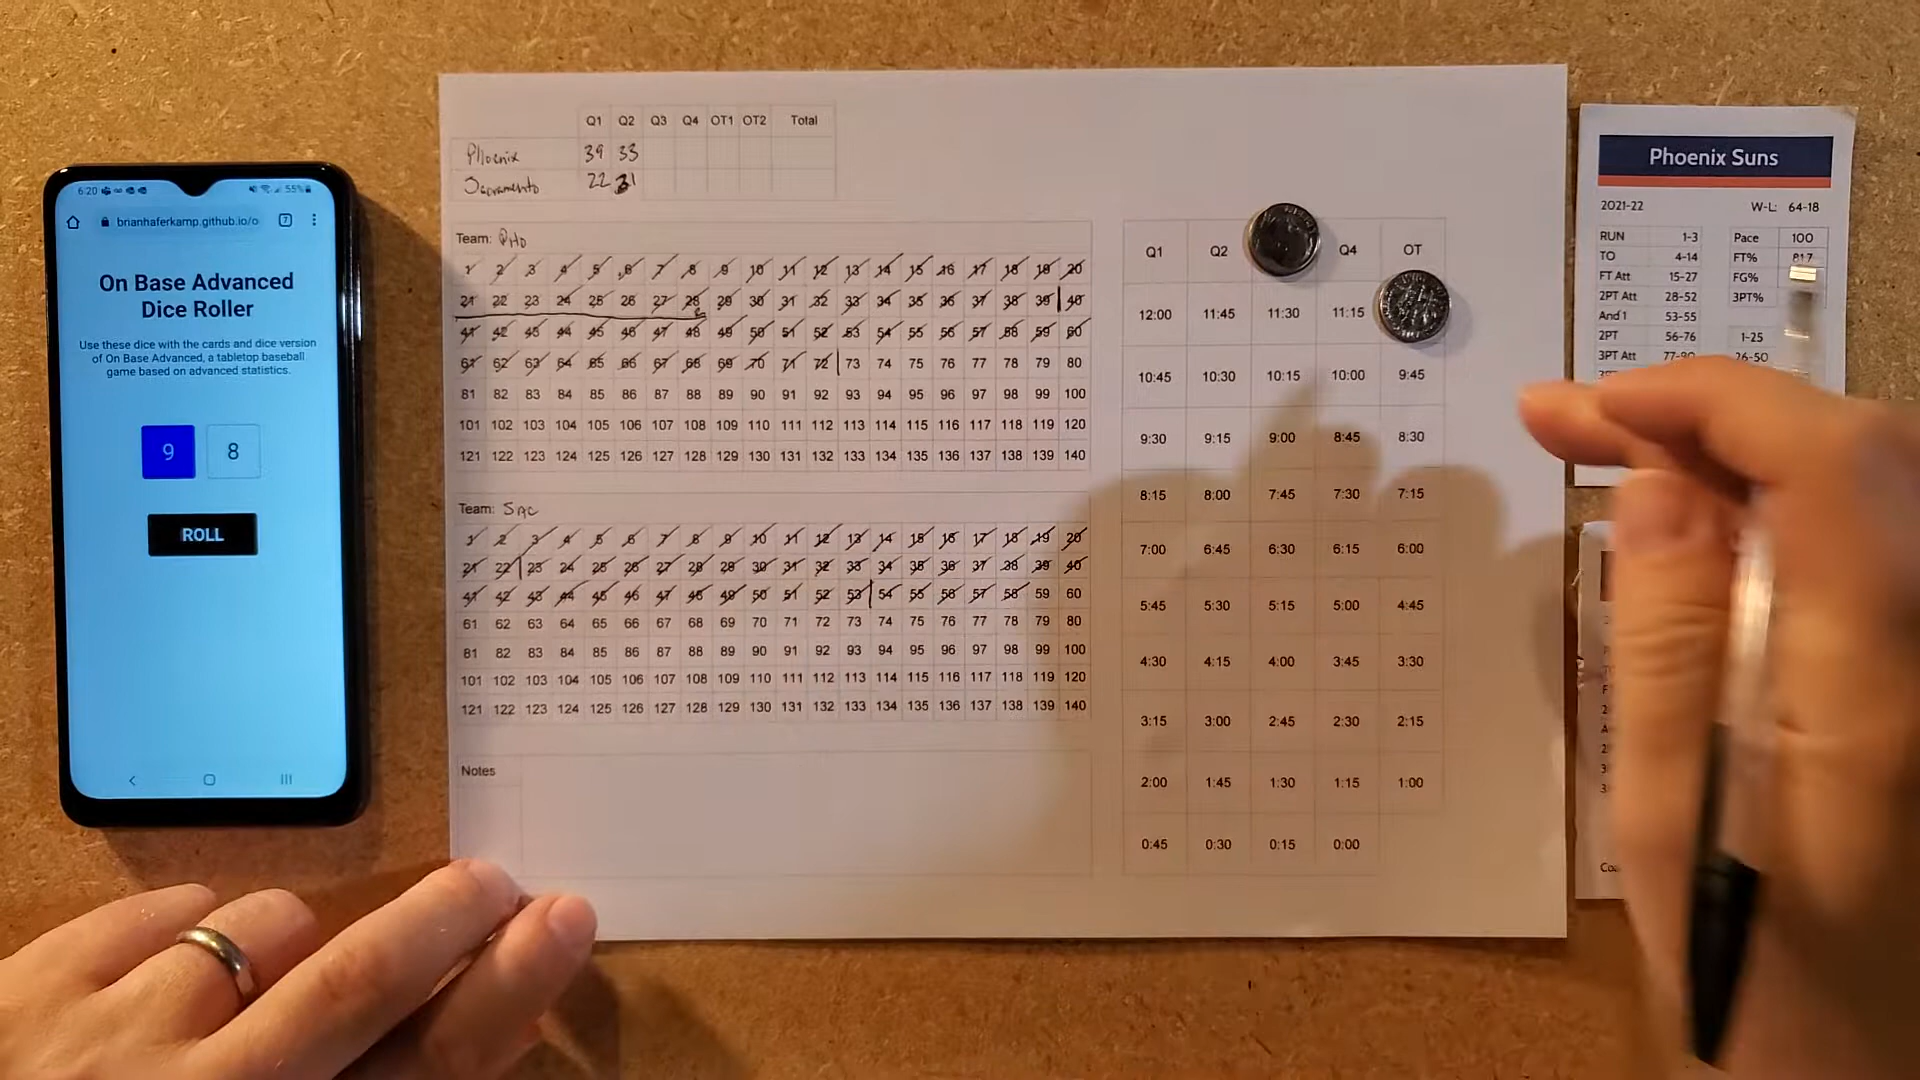 6:20
55%
brianhaferkamp.github.io/o
7
On Base Advanced
Dice Roller
Use these dice with the cards and dice version
of On Base Advanced, a tabletop baseball
game based on advanced statistics.
9 8
ROLL
Q1 Q2 Q3 Q4 OT1 OT2 Total
Phoenix 39 33
Sacramento 22 31
Team: PHO
1 2 3 4 5 6 7 8 9 10 11 12 13 14 15 16 17 18 19 20
21 22 23 24 25 26 27 28 29 30 31 32 33 34 35 36 37 38 39 40
41 42 43 44 45 46 47 48 49 50 51 52 53 54 55 56 57 58 59 60
61 62 63 64 65 66 67 68 69 70 71 72 73 74 75 76 77 78 79 80
81 82 83 84 85 86 87 88 89 90 91 92 93 94 95 96 97 98 99 100
101 102 103 104 105 106 107 108 109 110 111 112 113 114 115 116 117 118 119 120
121 122 123 124 125 126 127 128 129 130 131 132 133 134 135 136 137 138 139 140
Team: SAC
1 2 3 4 5 6 7 8 9 10 11 12 13 14 15 16 17 18 19 20
21 22 23 24 25 26 27 28 29 30 31 32 33 34 35 36 37 38 39 40
41 42 43 44 45 46 47 48 49 50 51 52 53 54 55 56 57 58 59 60
61 62 63 64 65 66 67 68 69 70 71 72 73 74 75 76 77 78 79 80
81 82 83 84 85 86 87 88 89 90 91 92 93 94 95 96 97 98 99 100
101 102 103 104 105 106 107 108 109 110 111 112 113 114 115 116 117 118 119 120
121 122 123 124 125 126 127 128 129 130 131 132 133 134 135 136 137 138 139 140
Notes
Q1 Q2 Q4 OT
12:00 11:45 11:30 11:15
10:45 10:30 10:15 10:00 9:45
9:30 9:15 9:00 8:45 8:30
8:15 8:00 7:45 7:30 7:15
7:00 6:45 6:30 6:15 6:00
5:45 5:30 5:15 5:00 4:45
4:30 4:15 4:00 3:45 3:30
3:15 3:00 2:45 2:30 2:15
2:00 1:45 1:30 1:15 1:00
0:45 0:30 0:15 0:00
Phoenix Suns
2021-22 W-L: 64-18
RUN 1-3 Pace 100
TO 4-14 FT% 817
FT Att 15-27 FG%
2PT Att 28-52 3PT%
And 1 53-55
2PT 56-76 1-25
3PT Att 77-90 26-50